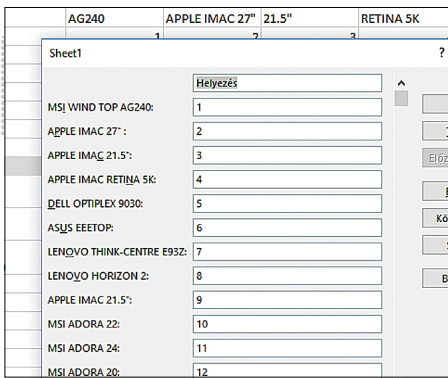 AG240 APPLE IMAC 27" 21.5" RETINA 5K
1 2 3
Sheet1 ?
Helyezés
MSI WIND TOP AG240: 1
APPLE IMAC 27" : 2
APPLE IMAC 21.5": 3
APPLE IMAC RETINA 5K: 4
DELL OPTIPLEX 9030: 5
ASUS EEETOP: 6
LENOVO THINK-CENTRE E93Z: 7
LENOVO HORIZON 2: 8
APPLE IMAC 21.5": 9
MSI ADORA 22: 10
MSI ADORA 24: 11
MSI ADORA 20: 12